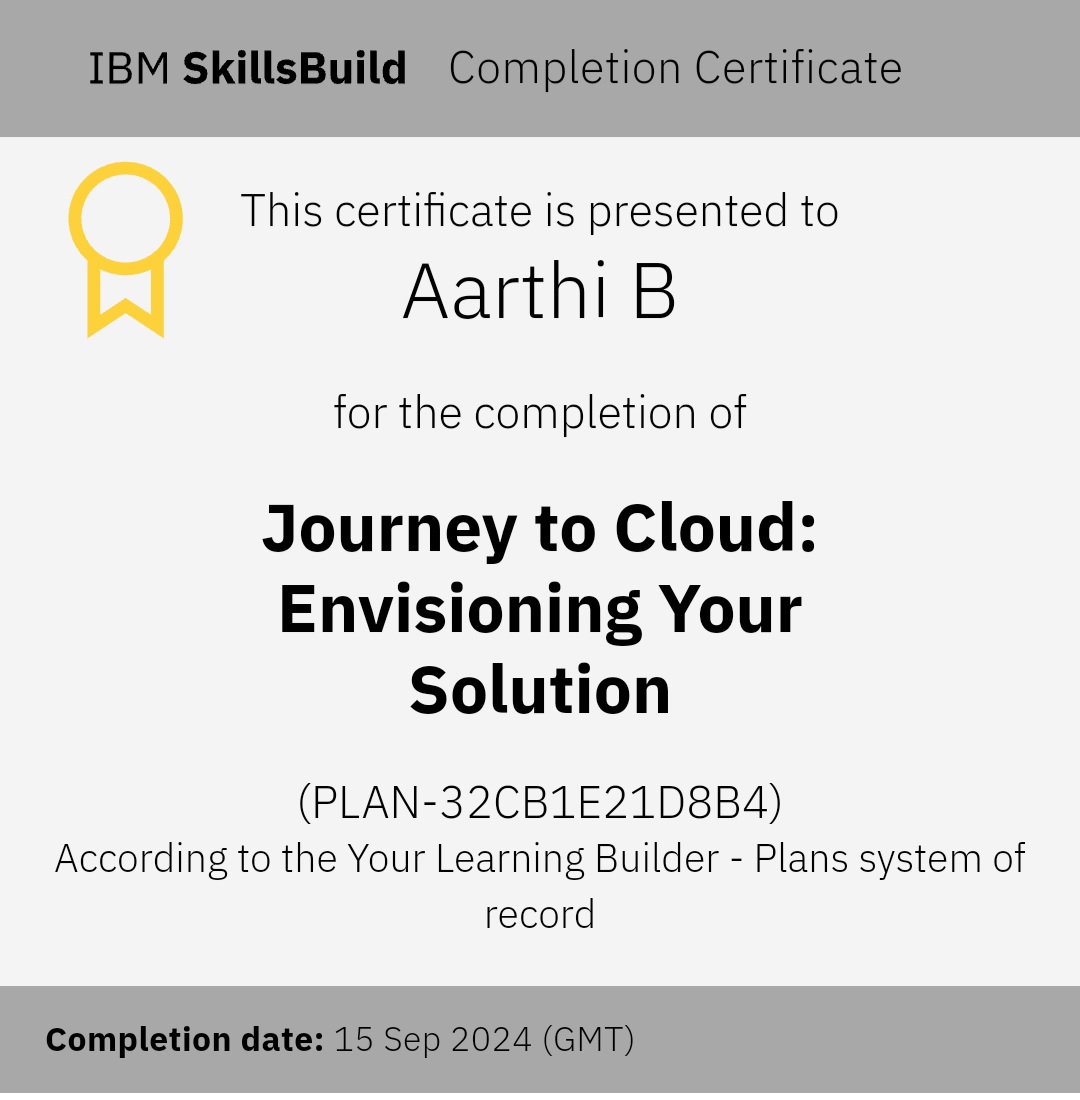 IBM SkillsBuild Completion Certificate
This certificate is presented to
Aarthi B
for the completion of
Journey to Cloud:
Envisioning Your
Solution
(PLAN-32CB1E21D8B4)
According to the Your Learning Builder - Plans system of
record
Completion date: 15 Sep 2024 (GMT)